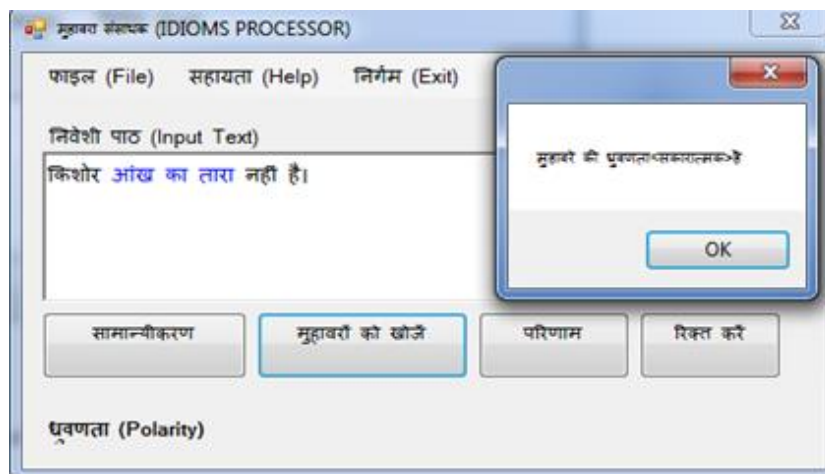 मुहावरा संसाधक (IDIOMS PROCESSOR)
फाइल (File) सहायता (Help) निर्गम (Exit)
निवेशी पाठ (Input Text)
किशोर आंख का तारा नहीं है।
मुहावरे की ध्रुवणता<सकारात्मक>है
OK
सामान्यीकरण मुहावरों को खोजें परिणाम रिक्त करें
ध्रुवणता (Polarity)